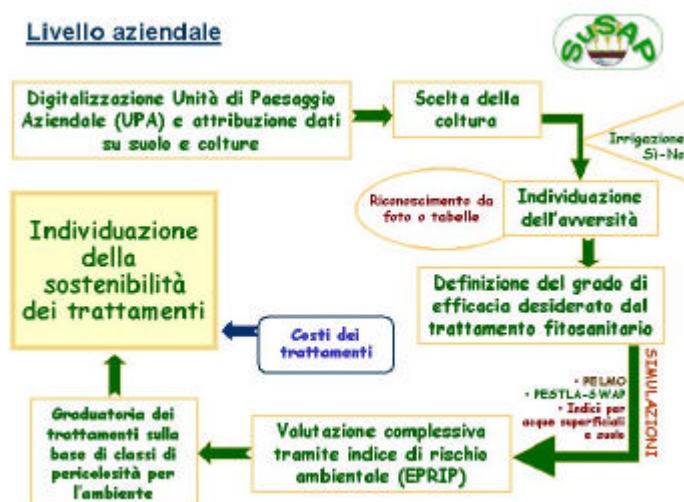 Livello aziendale
SuSAP
Digitalizzazione Unità di Paesaggio
Aziendale (UPA) e attribuzione dati
su suolo e colture
Scelta della
coltura
Irrigazione
Sì-No
Riconoscimento da
foto o tabelle
Individuazione
dell'avversità
Individuazione
della
sostenibilità
dei trattamenti
Definizione del grado di
efficacia desiderato dal
trattamento fitosanitario
Costi dei
trattamenti
SIMULAZIONI
• PELMO
• PESTLA-SWAP
• Indici per
acque superficiali
e suolo
Valutazione complessiva
tramite indice di rischio
ambientale (EPRIP)
Graduatoria dei
trattamenti sulla
base di classi di
pericolosità per
l'ambiente